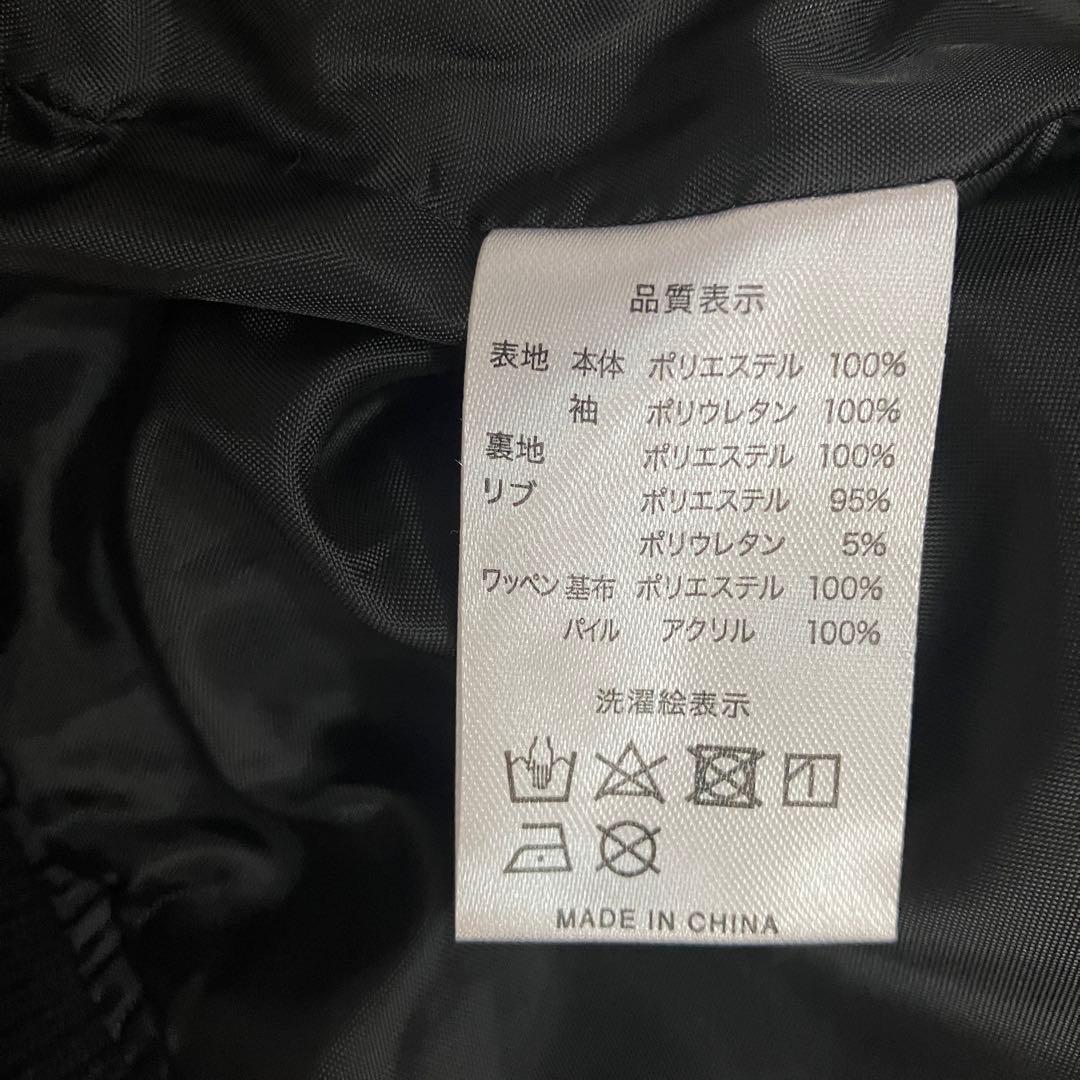 品質表示
表地 本体 ポリエステル 100%
袖 ポリウレタン 100%
裏地 ポリエステル 100%
リブ ポリエステル 95%
ポリウレタン 5%
ワッペン 基布 ポリエステル 100%
パイル アクリル 100%
洗濯絵表示
MADE IN CHINA